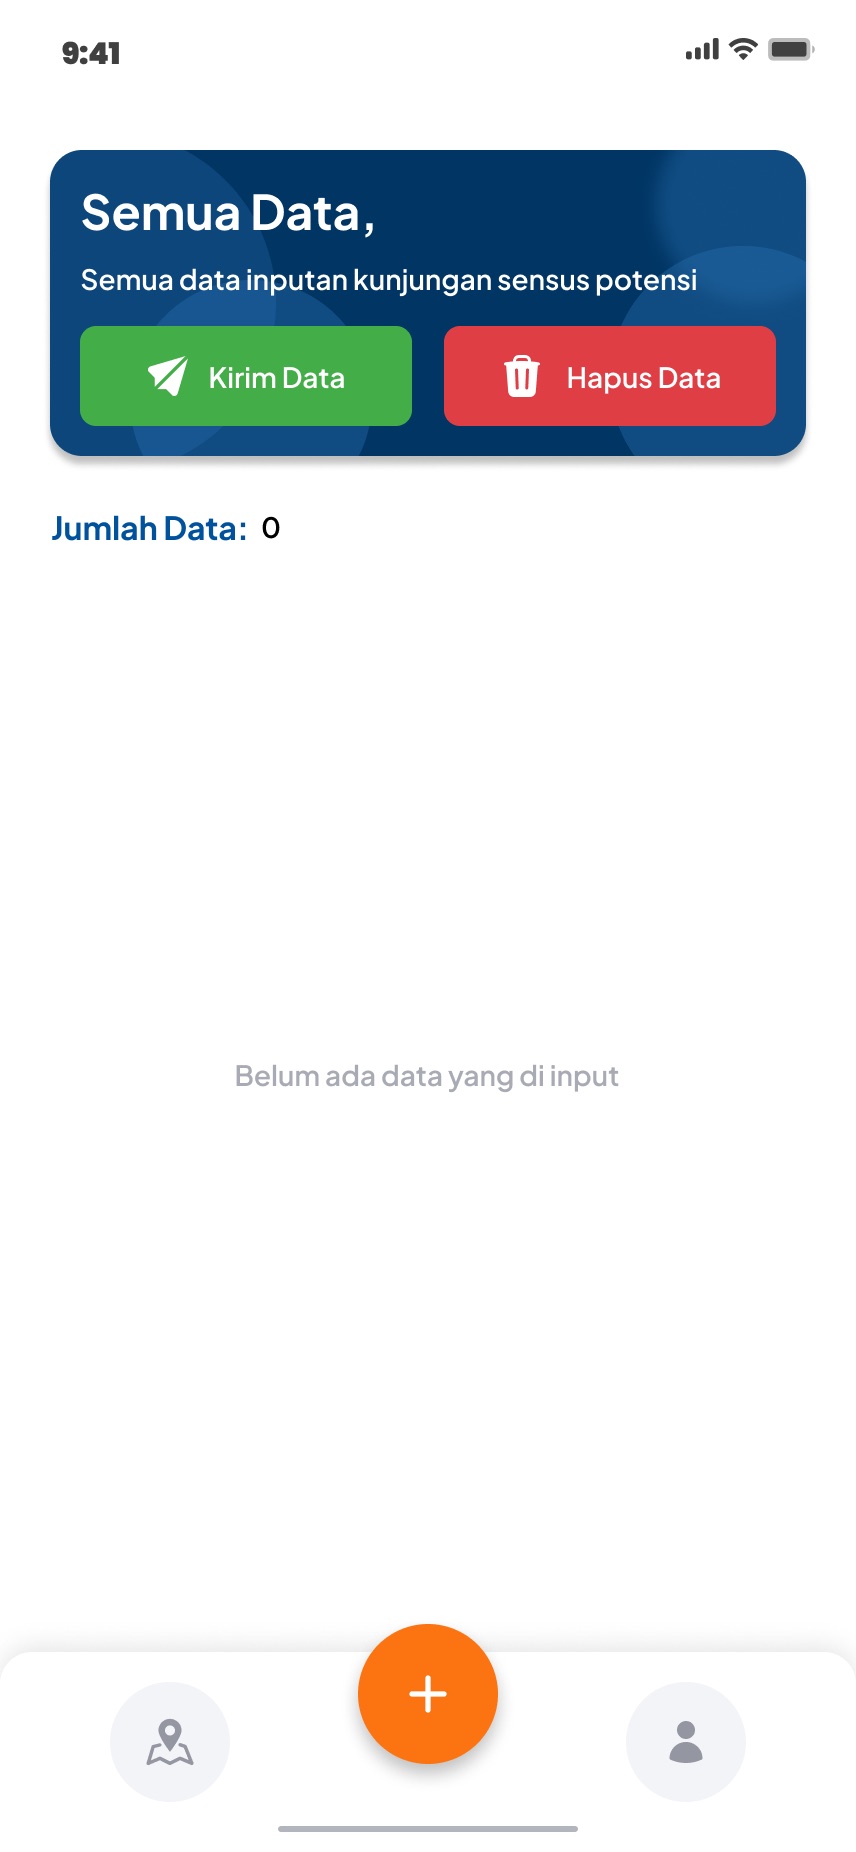 9:41
Semua Data,
Semua data inputan kunjungan sensus potensi
Kirim Data
Hapus Data
Jumlah Data: 0
Belum ada data yang di input